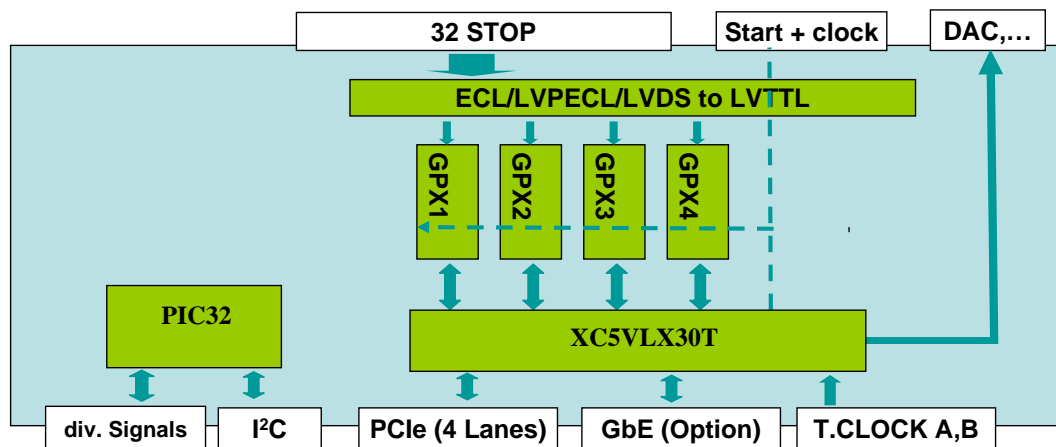 32 STOP
Start + clock
DAC,...
ECL/LVPECL/LVDS to LVTTL
GPX1
GPX2
GPX3
GPX4
PIC32
XC5VLX30T
div. Signals
I²C
PCIe (4 Lanes)
GbE (Option)
T.CLOCK A,B